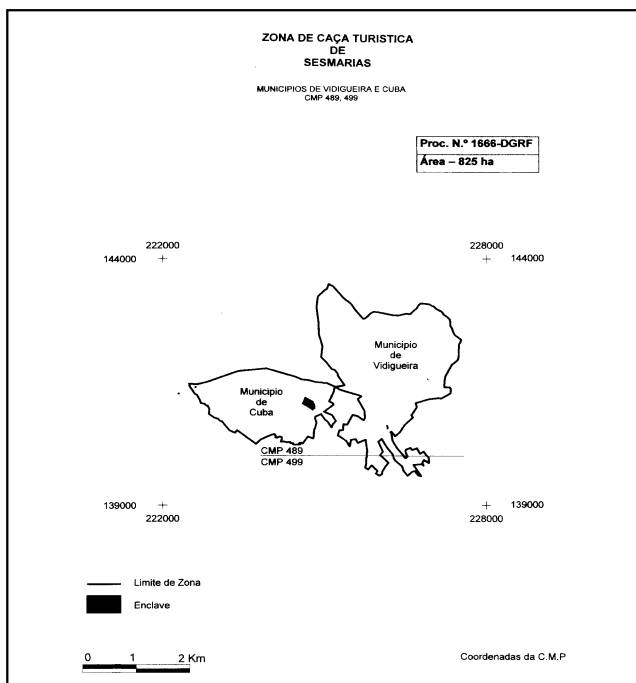 ZONA DE CAÇA TURISTICA
DE
SESMARIAS
MUNICIPIOS DE VIDIGUEIRA E CUBA
CMP 489, 499
Proc. N.º 1666-DGRF
Área – 825 ha
222000
228000
144000
144000
Municipio
de
Vidigueira
Municipio
de
Cuba
CMP 489
CMP 499
139000
139000
222000
228000
Limite de Zona
Enclave
0 1 2 Km
Coordenadas da C.M.P